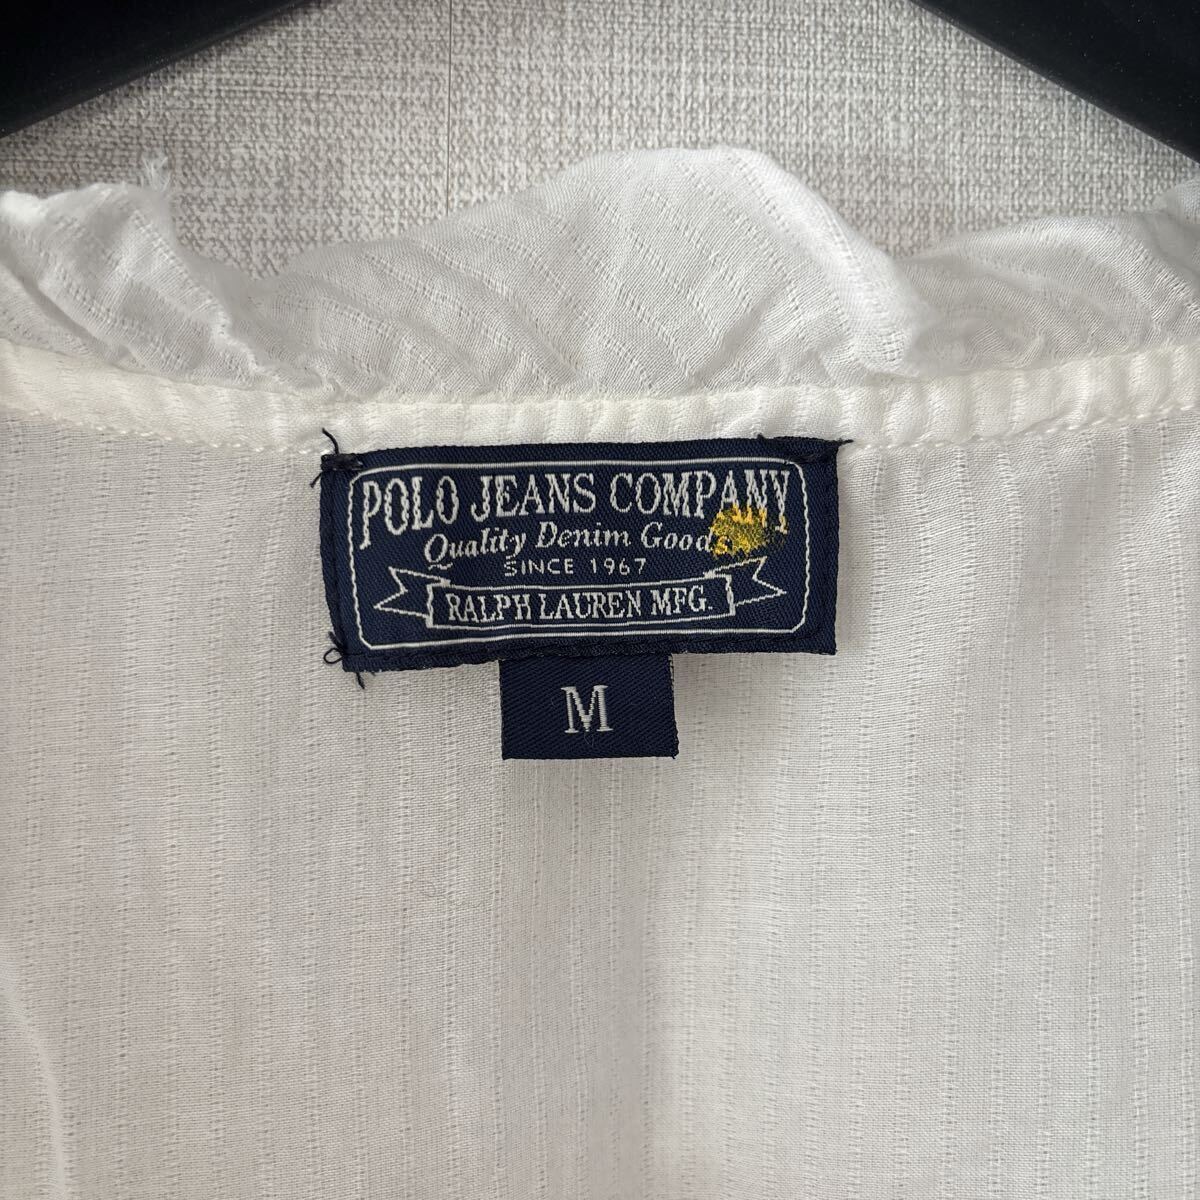 POLO JEANS COMPANY
Quality Denim Goods.
SINCE 1967
RALPH LAUREN MFG.
M